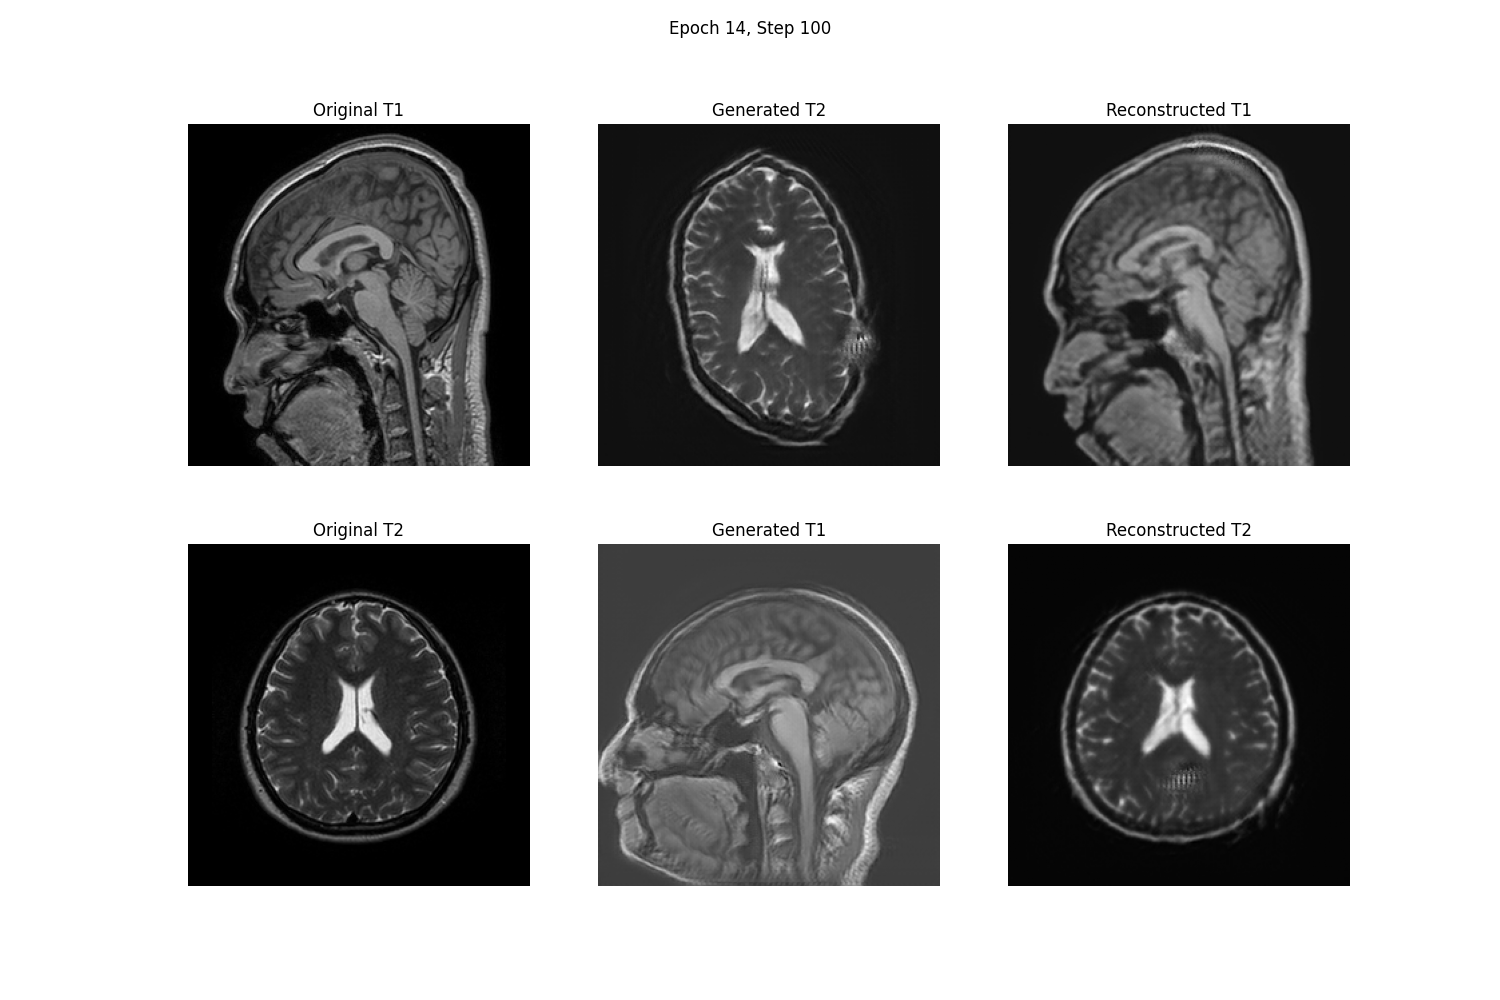 Epoch 14, Step 100
Original T1
Generated T2
Reconstructed T1
Original T2
Generated T1
Reconstructed T2